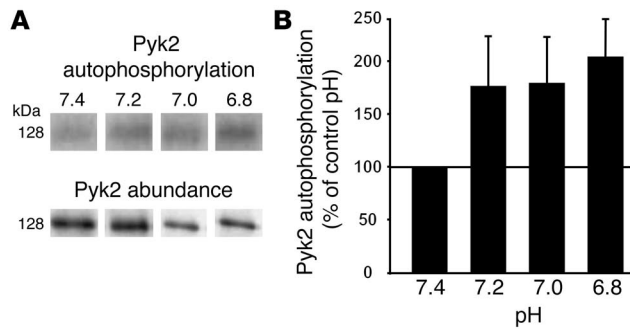 A
Pyk2
autophosphorylation
7.4 7.2 7.0 6.8
kDa
128
Pyk2 abundance
128
B
Pyk2 autophosphorylation
(% of control pH)
250
200
150
100
50
0
7.4 7.2 7.0 6.8
pH